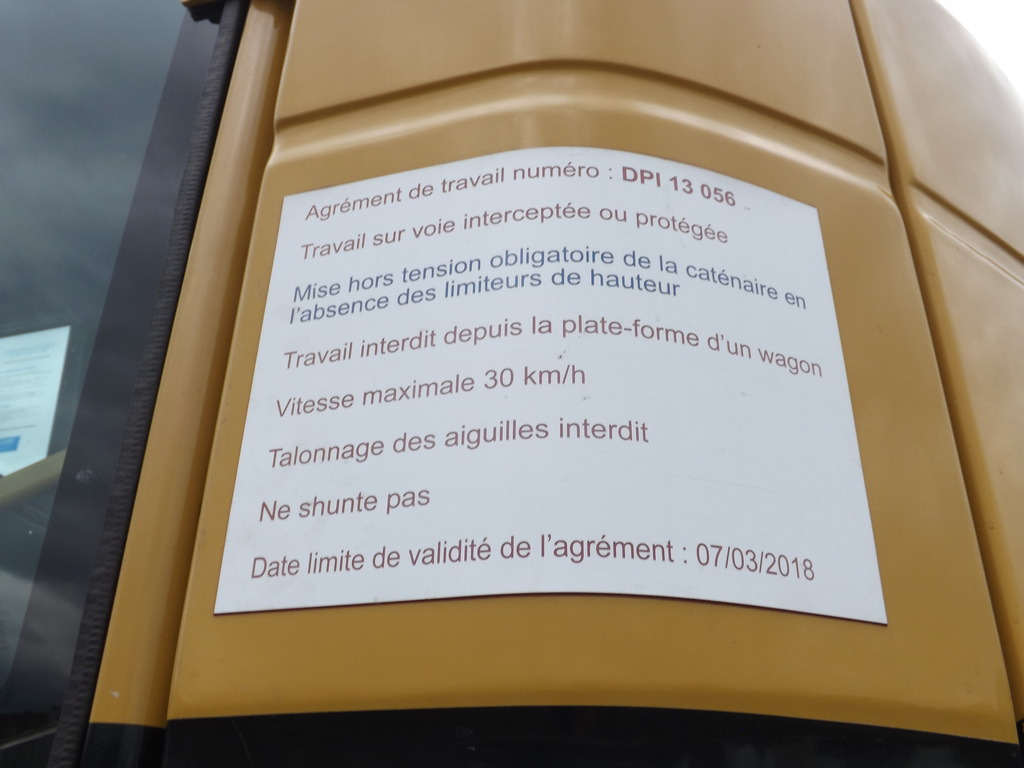 Agrément de travail numéro : DPI 13 056
Travail sur voie interceptée ou protégée
Mise hors tension obligatoire de la caténaire en
l'absence des limiteurs de hauteur
Travail interdit depuis la plate-forme d'un wagon
Vitesse maximale 30 km/h
Talonnage des aiguilles interdit
Ne shunte pas
Date limite de validité de l'agrément : 07/03/2018